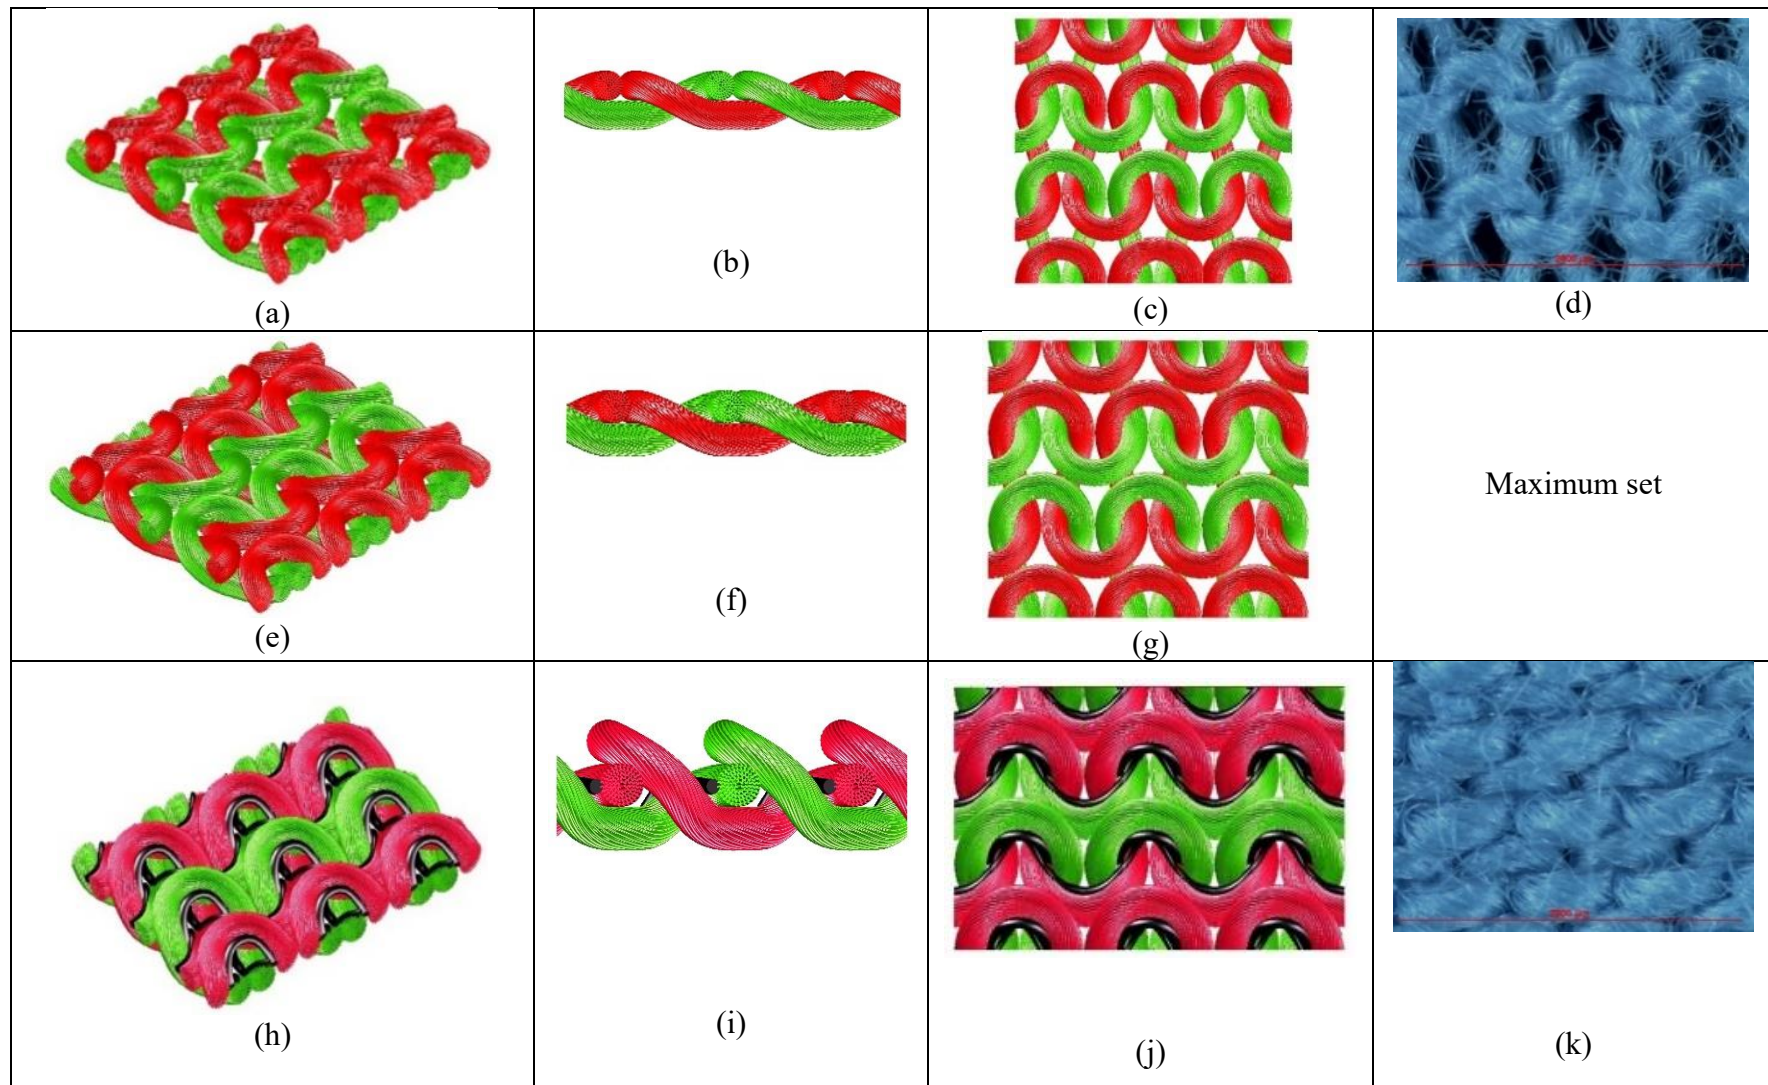 (a)
(b)
(c)
(d)
(e)
(f)
(g)
Maximum set
(h)
(i)
(j)
(k)